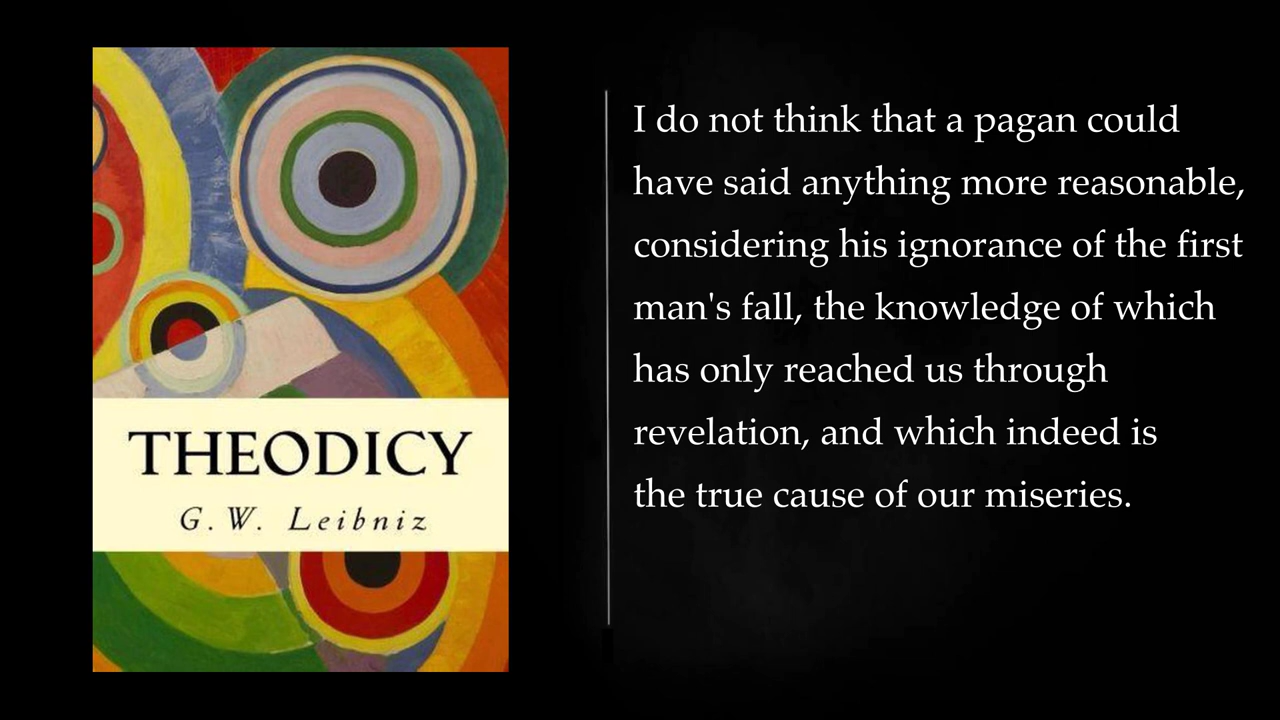 THEODICY
G.W. Leibniz
I do not think that a pagan could
have said anything more reasonable,
considering his ignorance of the first
man's fall, the knowledge of which
has only reached us through
revelation, and which indeed is
the true cause of our miseries.